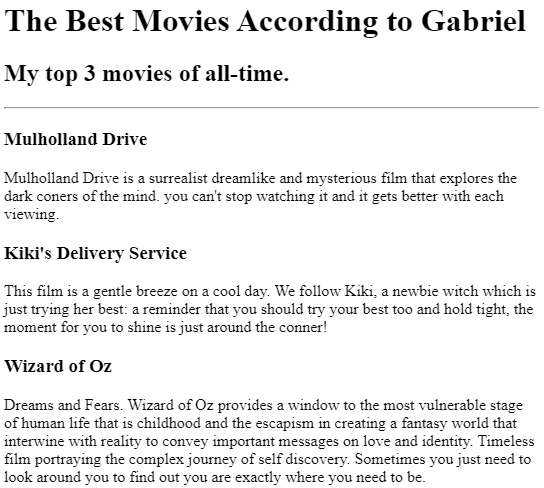 The Best Movies According to Gabriel
My top 3 movies of all-time.
Mulholland Drive
Mulholland Drive is a surrealist dreamlike and mysterious film that explores the
dark coners of the mind. you can't stop watching it and it gets better with each
viewing.
Kiki's Delivery Service
This film is a gentle breeze on a cool day. We follow Kiki, a newbie witch which is
just trying her best: a reminder that you should try your best too and hold tight, the
moment for you to shine is just around the conner!
Wizard of Oz
Dreams and Fears. Wizard of Oz provides a window to the most vulnerable stage
of human life that is childhood and the escapism in creating a fantasy world that
interwine with reality to convey important messages on love and identity. Timeless
film portraying the complex journey of self discovery. Sometimes you just need to
look around you to find out you are exactly where you need to be.